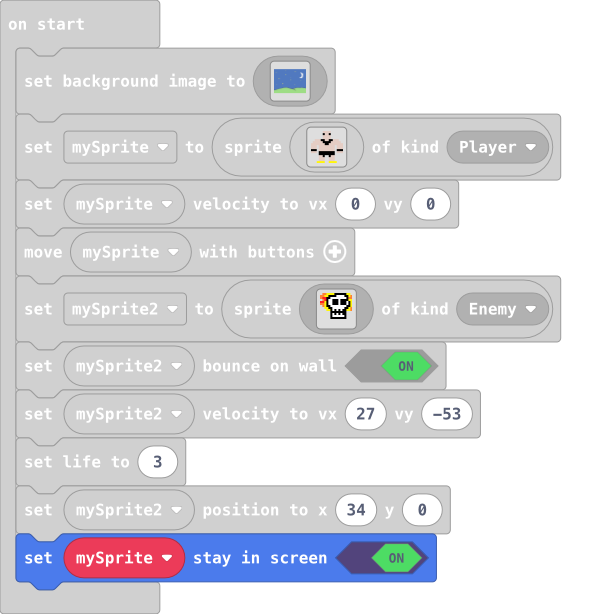 on start
set background image to
set mySprite to sprite of kind Player
set mySprite velocity to vx 0 vy 0
move mySprite with buttons
set mySprite2 to sprite of kind Enemy
set mySprite2 bounce on wall ON
set mySprite2 velocity to vx 27 vy −53
set life to 3
set mySprite2 position to x 34 y 0
set mySprite stay in screen ON